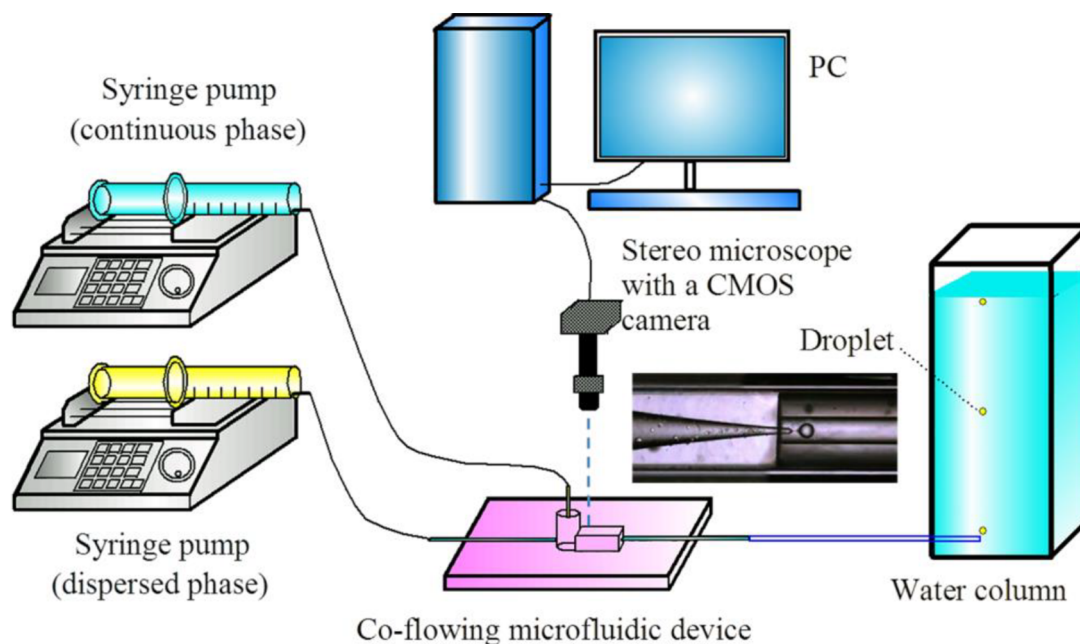 Syringe pump
(continuous phase)
PC
Stereo microscope
with a CMOS
camera
Droplet
Syringe pump
(dispersed phase)
Water column
Co-flowing microfluidic device